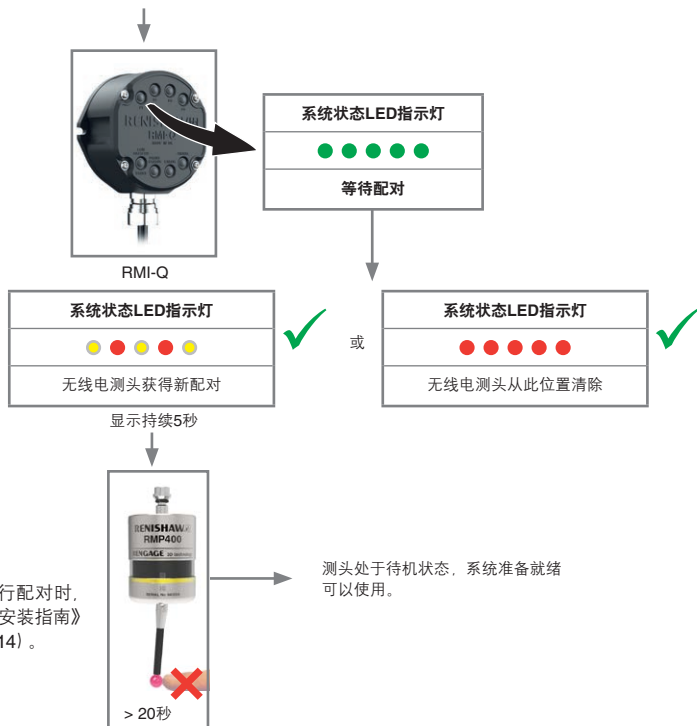 RENISHAW
RMI-Q
系统状态LED指示灯
等待配对
RMI-Q
系统状态LED指示灯
无线电测头获得新配对
显示持续5秒
或
系统状态LED指示灯
无线电测头从此位置清除
RENISHAW
RMP400
RENGAGE
行配对时，
安装指南》
14）。
测头处于待机状态，系统准备就绪
可以使用。
> 20秒